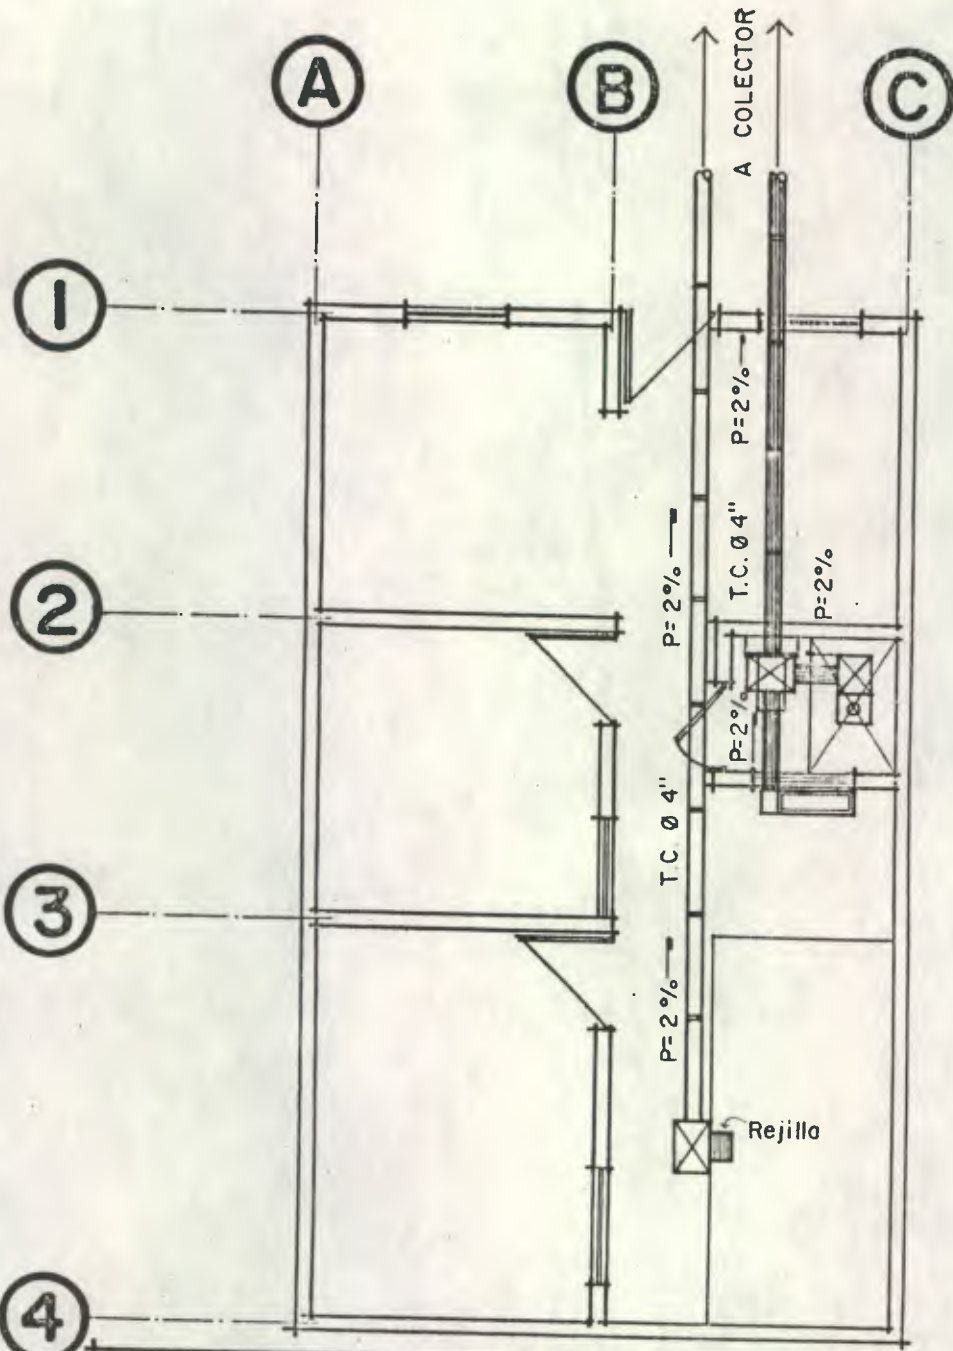 A
B
C
A COLECTOR
1
P=2%
2
P=2%
T.C. Ø 4"
P=2%
P=2%
T.C. Ø 4"
3
P=2%
Rejilla
4